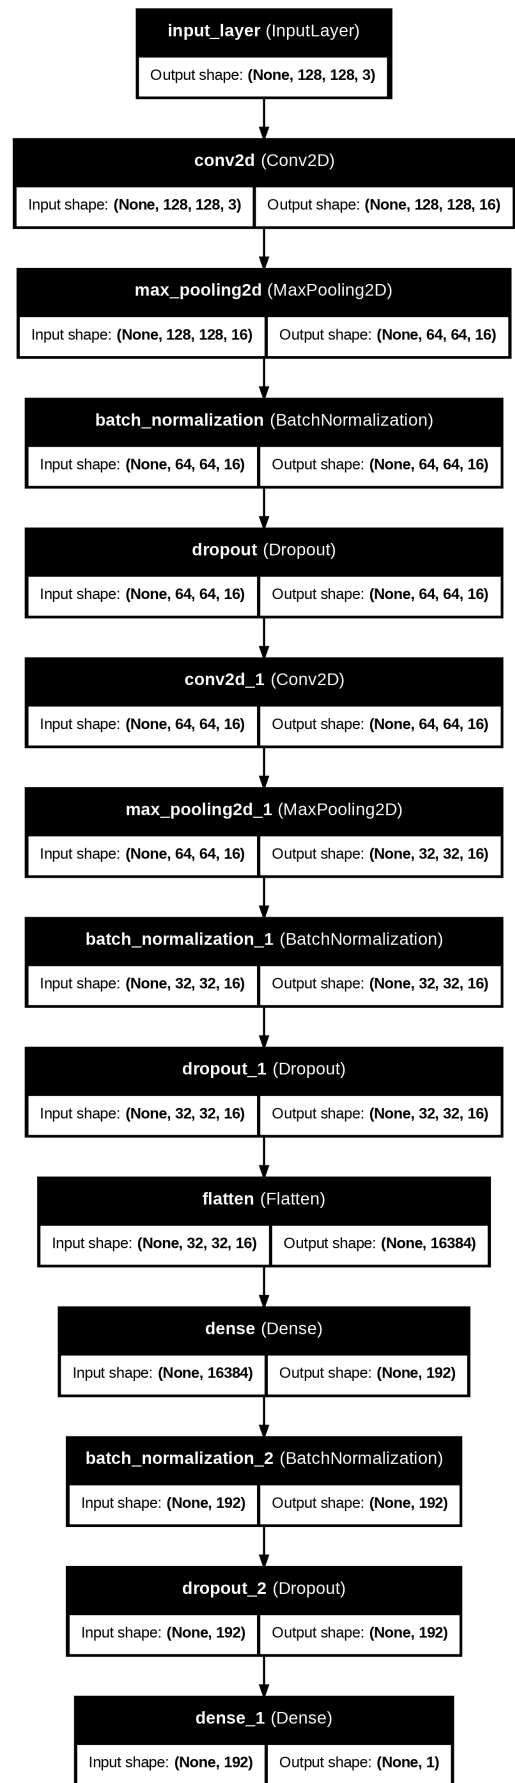 input_layer (InputLayer)
Output shape: (None, 128, 128, 3)
conv2d (Conv2D)
Input shape: (None, 128, 128, 3) Output shape: (None, 128, 128, 16)
max_pooling2d (MaxPooling2D)
Input shape: (None, 128, 128, 16) Output shape: (None, 64, 64, 16)
batch_normalization (BatchNormalization)
Input shape: (None, 64, 64, 16) Output shape: (None, 64, 64, 16)
dropout (Dropout)
Input shape: (None, 64, 64, 16) Output shape: (None, 64, 64, 16)
conv2d_1 (Conv2D)
Input shape: (None, 64, 64, 16) Output shape: (None, 64, 64, 16)
max_pooling2d_1 (MaxPooling2D)
Input shape: (None, 64, 64, 16) Output shape: (None, 32, 32, 16)
batch_normalization_1 (BatchNormalization)
Input shape: (None, 32, 32, 16) Output shape: (None, 32, 32, 16)
dropout_1 (Dropout)
Input shape: (None, 32, 32, 16) Output shape: (None, 32, 32, 16)
flatten (Flatten)
Input shape: (None, 32, 32, 16) Output shape: (None, 16384)
dense (Dense)
Input shape: (None, 16384) Output shape: (None, 192)
batch_normalization_2 (BatchNormalization)
Input shape: (None, 192) Output shape: (None, 192)
dropout_2 (Dropout)
Input shape: (None, 192) Output shape: (None, 192)
dense_1 (Dense)
Input shape: (None, 192) Output shape: (None, 1)